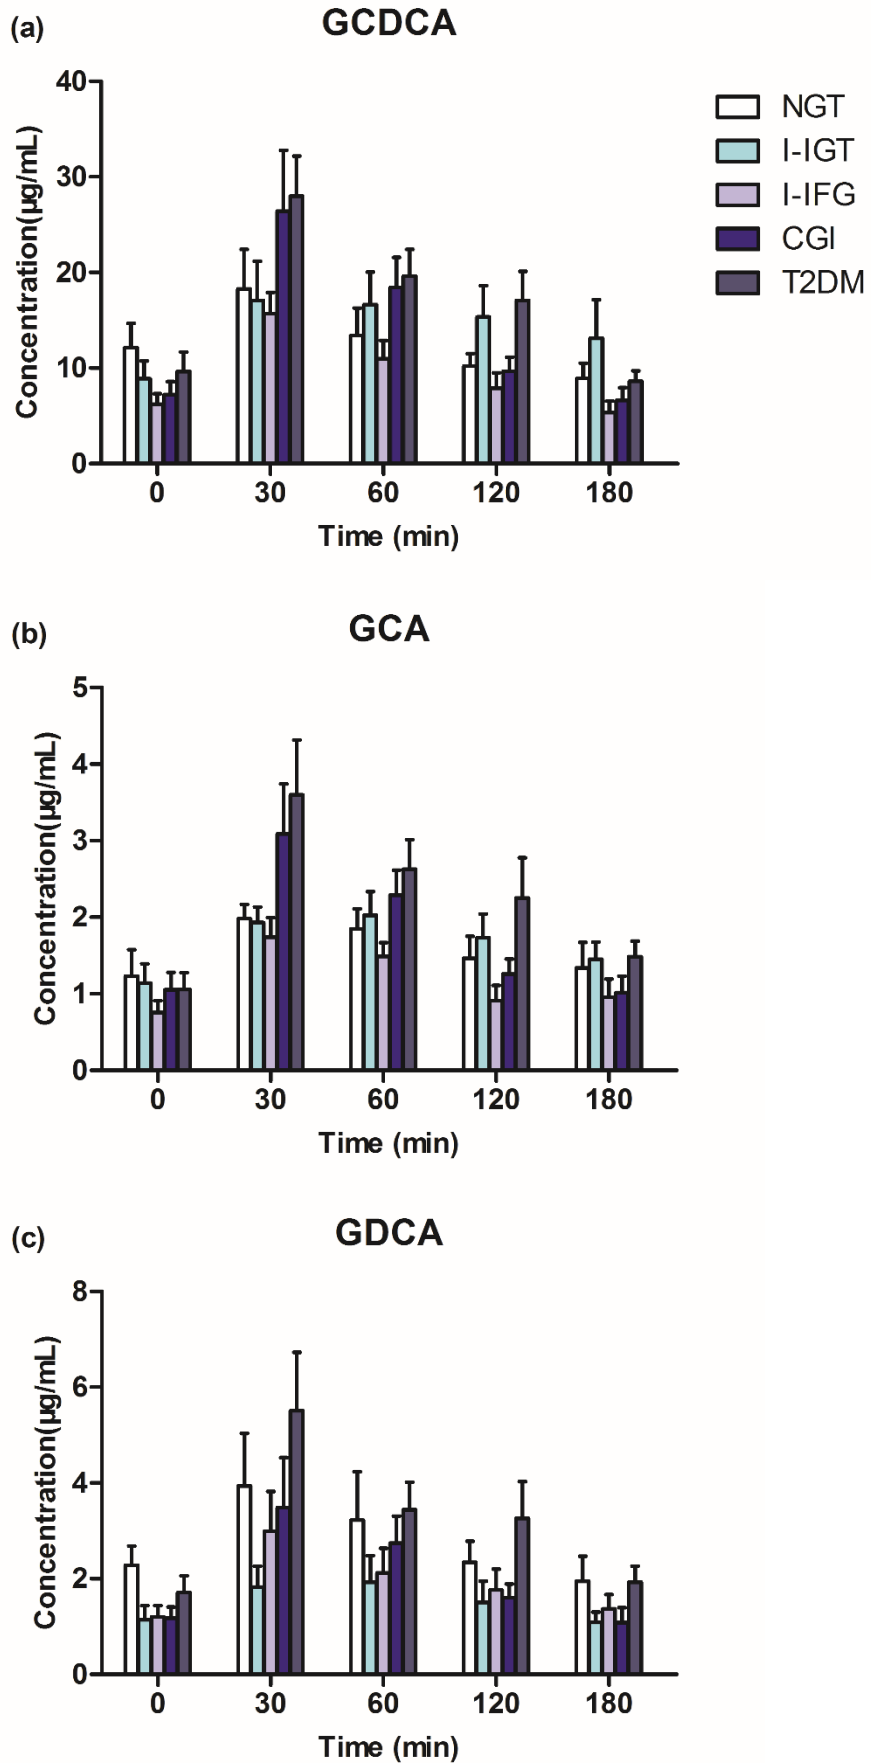 (a)
GCDCA
Concentration(µg/mL)
40
30
20
10
0
0 30 60 120 180
Time (min)
NGT
I-IGT
I-IFG
CGI
T2DM
(b)
GCA
Concentration(µg/mL)
5
4
3
2
1
0
0 30 60 120 180
Time (min)
(c)
GDCA
Concentration(µg/mL)
8
6
4
2
0
0 30 60 120 180
Time (min)